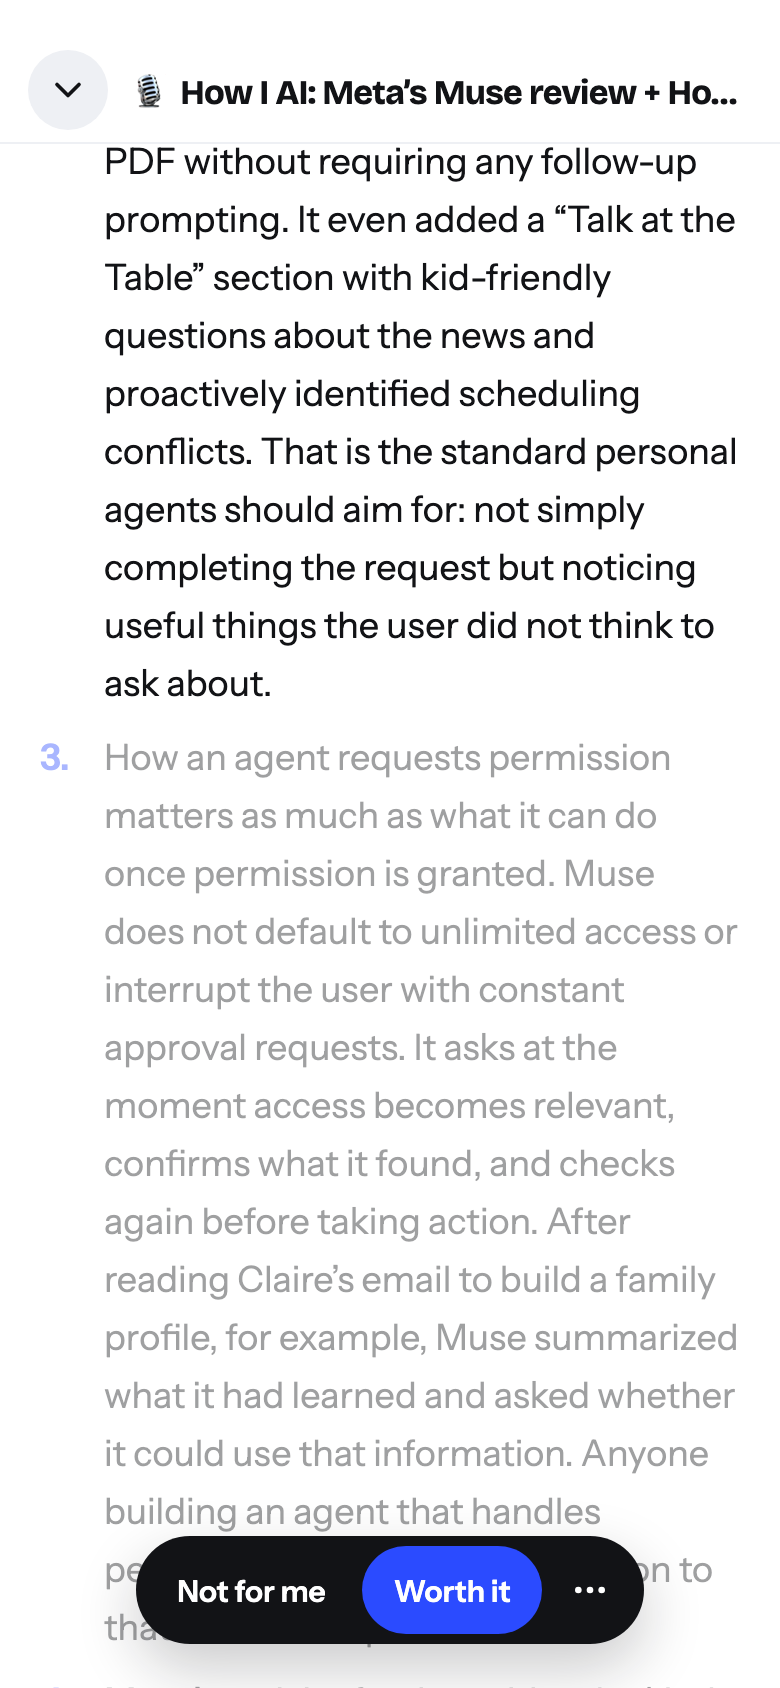 How I AI: Meta’s Muse review + Ho...
PDF without requiring any follow-up
prompting. It even added a “Talk at the
Table” section with kid-friendly
questions about the news and
proactively identified scheduling
conflicts. That is the standard personal
agents should aim for: not simply
completing the request but noticing
useful things the user did not think to
ask about.
3. How an agent requests permission
matters as much as what it can do
once permission is granted. Muse
does not default to unlimited access or
interrupt the user with constant
approval requests. It asks at the
moment access becomes relevant,
confirms what it found, and checks
again before taking action. After
reading Claire’s email to build a family
profile, for example, Muse summarized
what it had learned and asked whether
it could use that information. Anyone
building an agent that handles
to
Not for me
Worth it